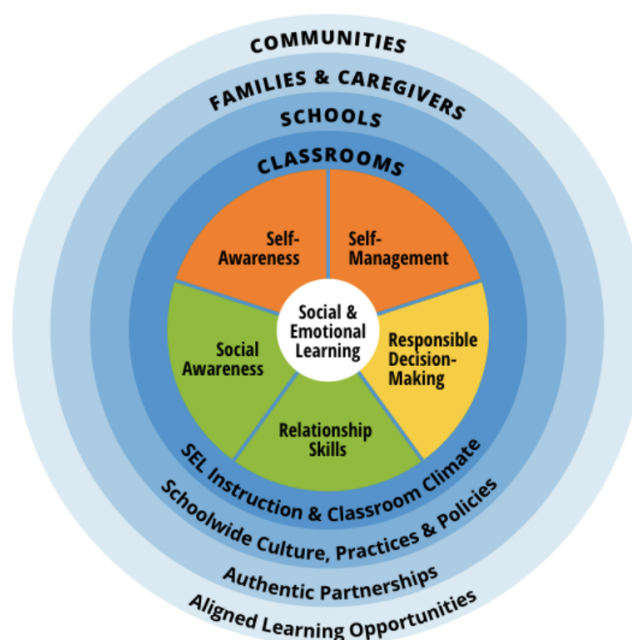 COMMUNITIES
FAMILIES & CAREGIVERS
SCHOOLS
CLASSROOMS
Self-
Awareness
Self-
Management
Social &
Emotional
Learning
Social
Awareness
Responsible
Decision-
Making
Relationship
Skills
SEL Instruction & Classroom Climate
Schoolwide Culture, Practices & Policies
Authentic Partnerships
Aligned Learning Opportunities